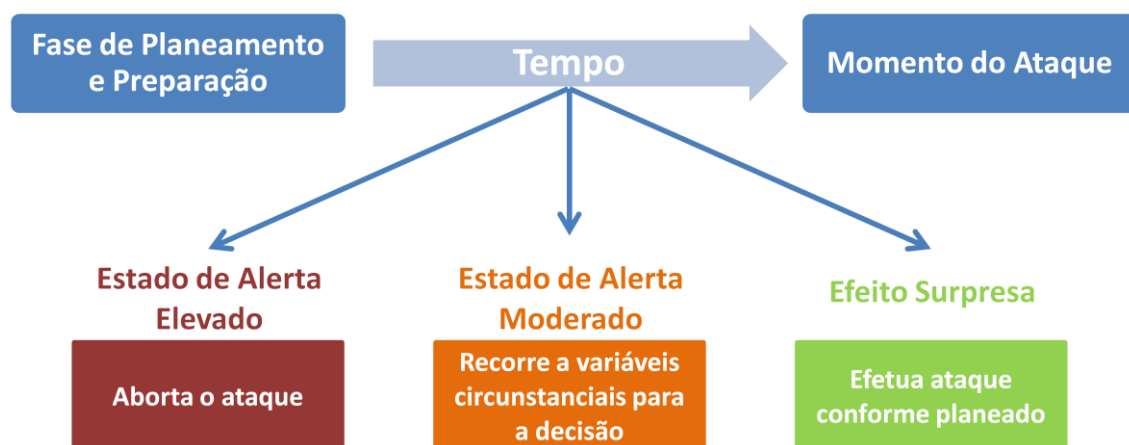 Fase de Planeamento
e Preparação
Tempo
Momento do Ataque
Estado de Alerta
Elevado
Estado de Alerta
Moderado
Efeito Surpresa
Aborta o ataque
Recorre a variáveis
circunstanciais para
a decisão
Efetua ataque
conforme planeado